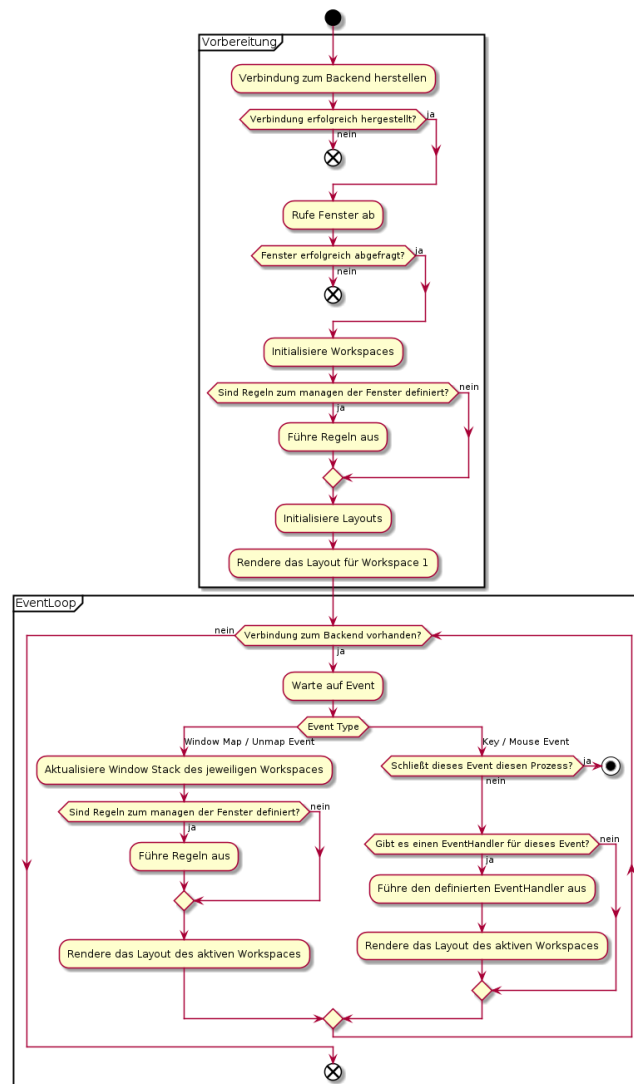 Vorbereitung
Verbindung zum Backend herstellen
Verbindung erfolgreich hergestellt?
ja
nein
Rufe Fenster ab
Fenster erfolgreich abgefragt?
ja
nein
Initialisiere Workspaces
Sind Regeln zum managen der Fenster definiert?
nein
ja
Führe Regeln aus
Initialisiere Layouts
Rendere das Layout für Workspace 1
EventLoop
nein
Verbindung zum Backend vorhanden?
ja
Warte auf Event
Event Type
Window Map / Unmap Event
Aktualisiere Window Stack des jeweiligen Workspaces
Sind Regeln zum managen der Fenster definiert?
nein
ja
Führe Regeln aus
Rendere das Layout des aktiven Workspaces
Key / Mouse Event
Schließt dieses Event diesen Prozess?
ja
nein
Gibt es einen EventHandler für dieses Event?
nein
ja
Führe den definierten EventHandler aus
Rendere das Layout des aktiven Workspaces